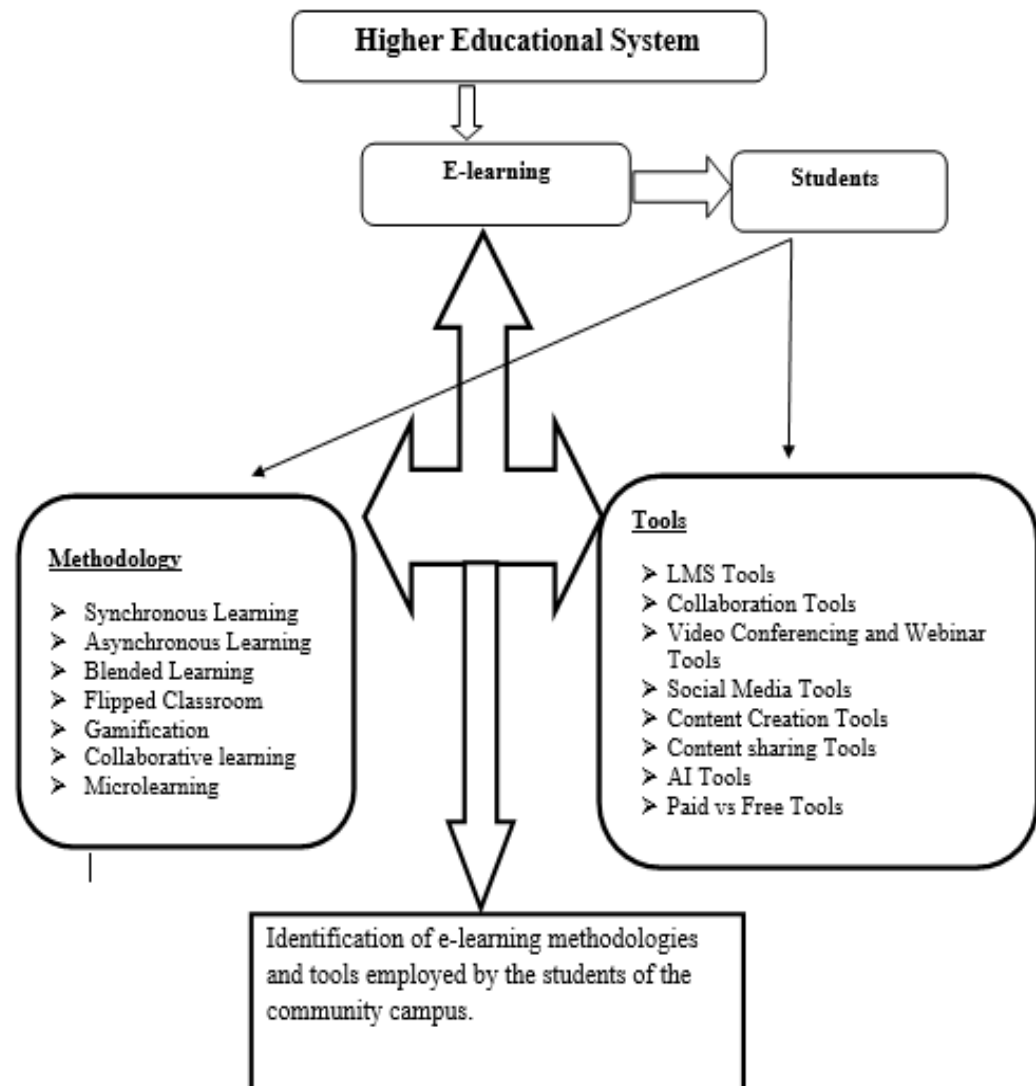 Higher Educational System
E-learning
Students
Methodology
➢ Synchronous Learning
➢ Asynchronous Learning
➢ Blended Learning
➢ Flipped Classroom
➢ Gamification
➢ Collaborative learning
➢ Microlearning
Tools
➢ LMS Tools
➢ Collaboration Tools
➢ Video Conferencing and Webinar
Tools
➢ Social Media Tools
➢ Content Creation Tools
➢ Content sharing Tools
➢ AI Tools
➢ Paid vs Free Tools
Identification of e-learning methodologies
and tools employed by the students of the
community campus.